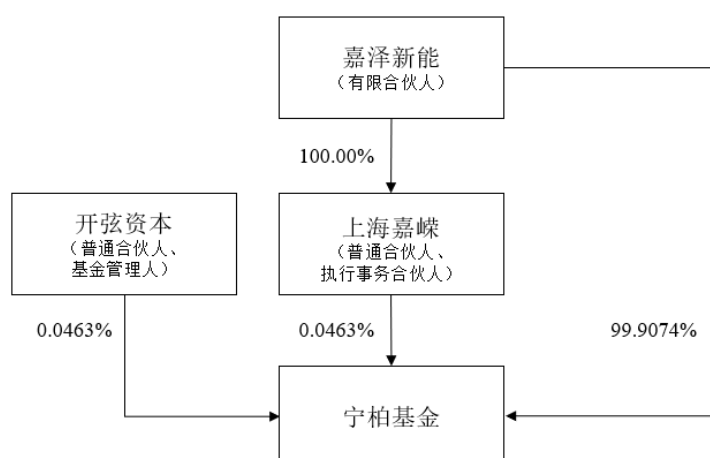 嘉泽新能
（有限合伙人）
100.00%
开弦资本
（普通合伙人、
基金管理人）
上海嘉嵘
（普通合伙人、
执行事务合伙人）
0.0463%
0.0463%
99.9074%
宁柏基金